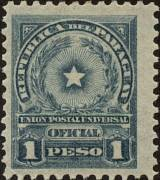 REPUBLICA DEL PARAGUAY
UNION POSTAL UNIVERSAL
OFICIAL
1 PESO 1